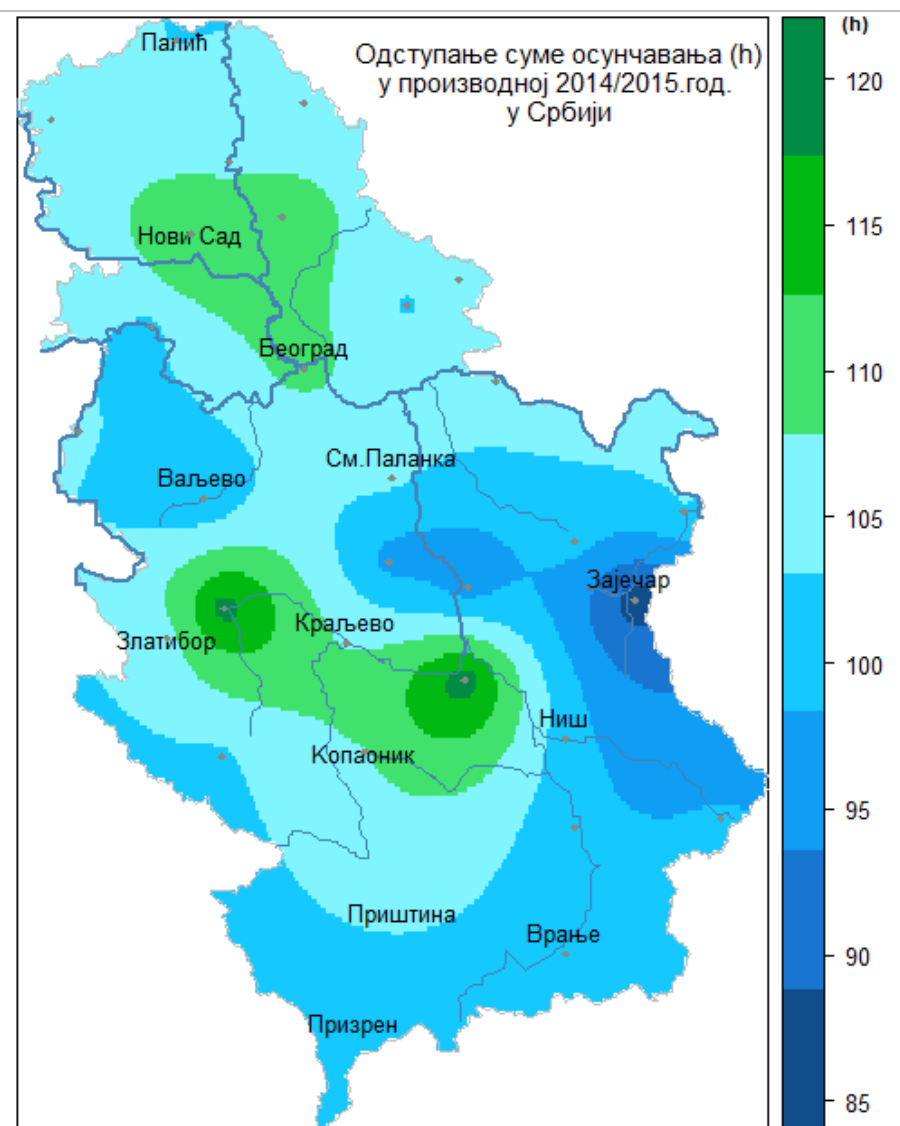 Одступање суме осунчавања (h)
у производној 2014/2015.год.
у Србији
(h)
120
115
110
105
100
95
90
85
Палић
Нови Сад
Београд
См.Паланка
Ваљево
Зајечар
Краљево
Златибор
Ниш
Копаоник
Приштина
Врање
Призрен